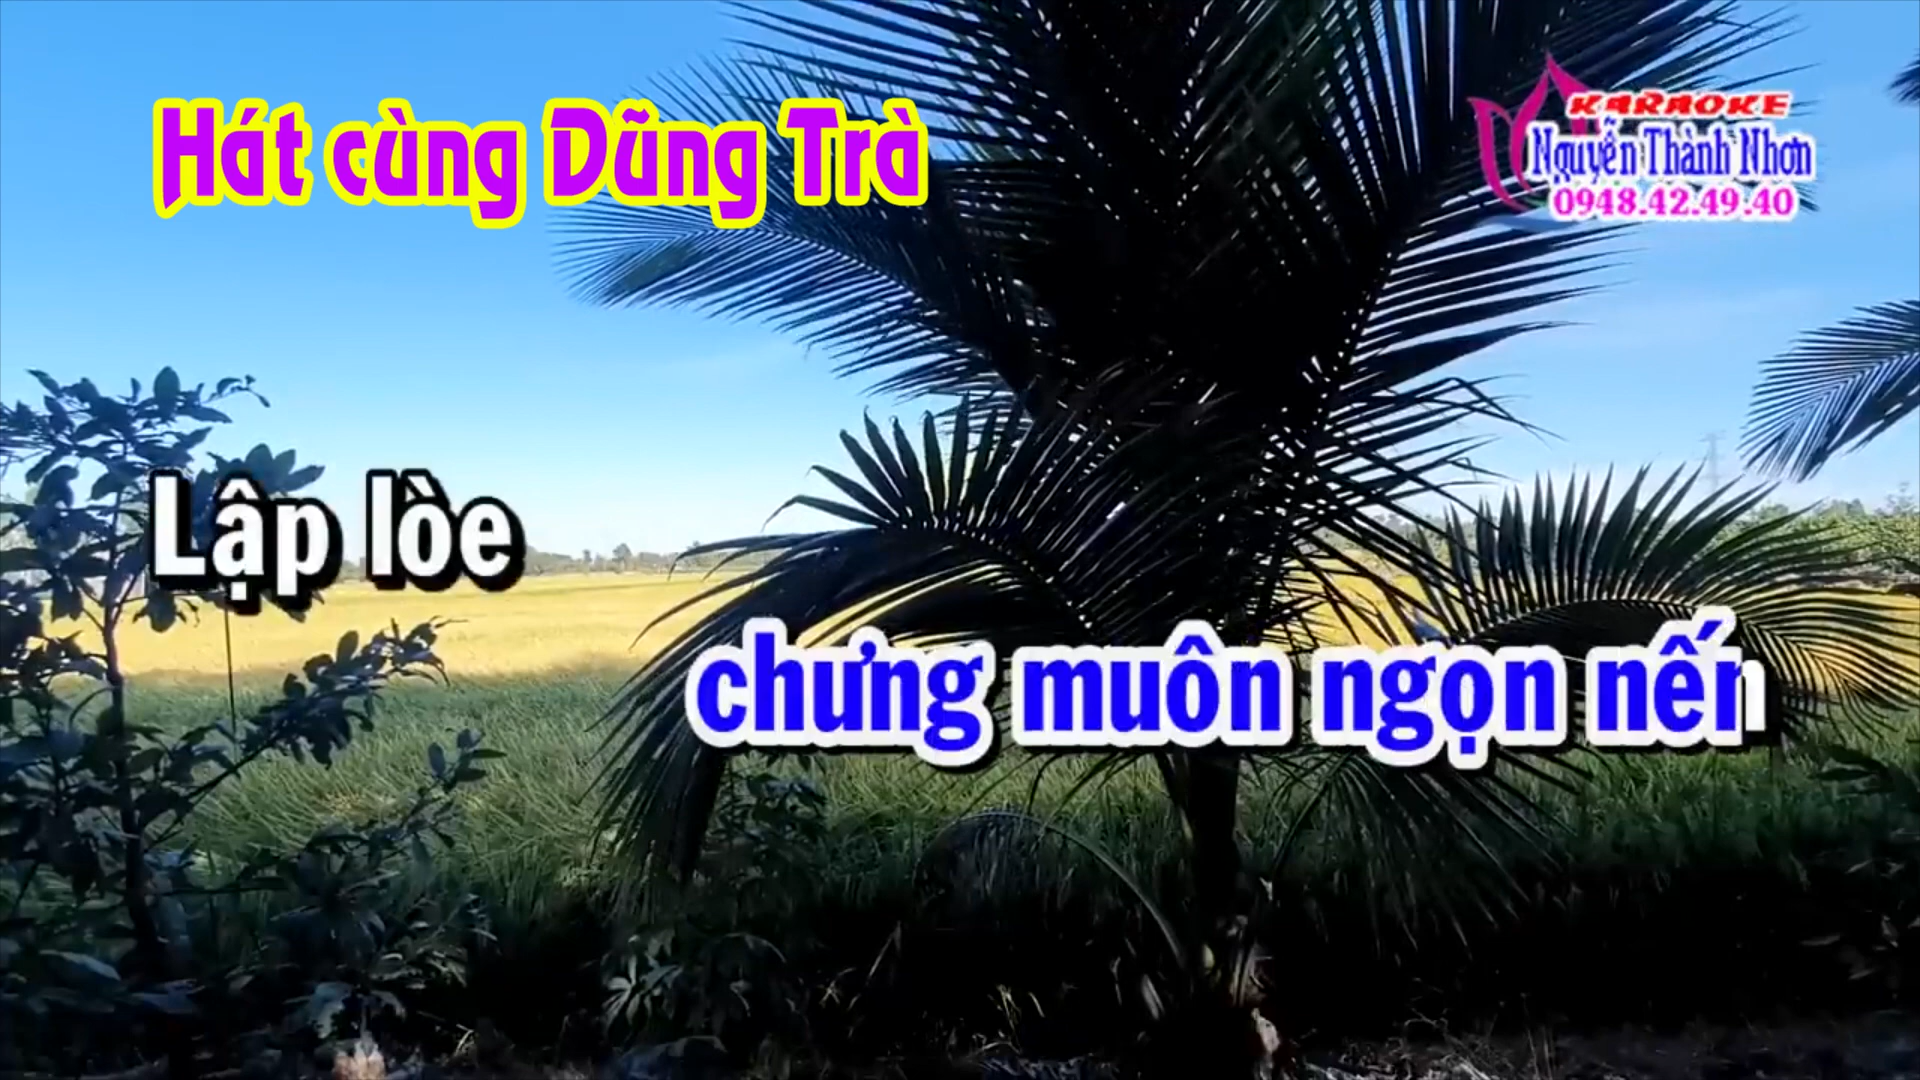 Hát cùng Dũng Trà
KARAOKE
Nguyễn Thành Nhơn
0948.42.49.40
Lập lòe
chưng muôn ngọn nến